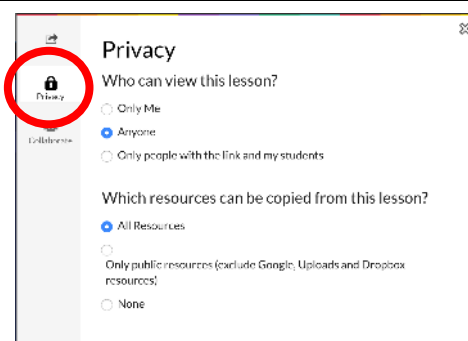 Privacy
Who can view this lesson?
Privacy
Only Me
Anyone
Collaborate
Only people with the link and my students
Which resources can be copied from this lesson?
All Resources
Only public resources (exclude Google, Uploads and Dropbox
resources)
None